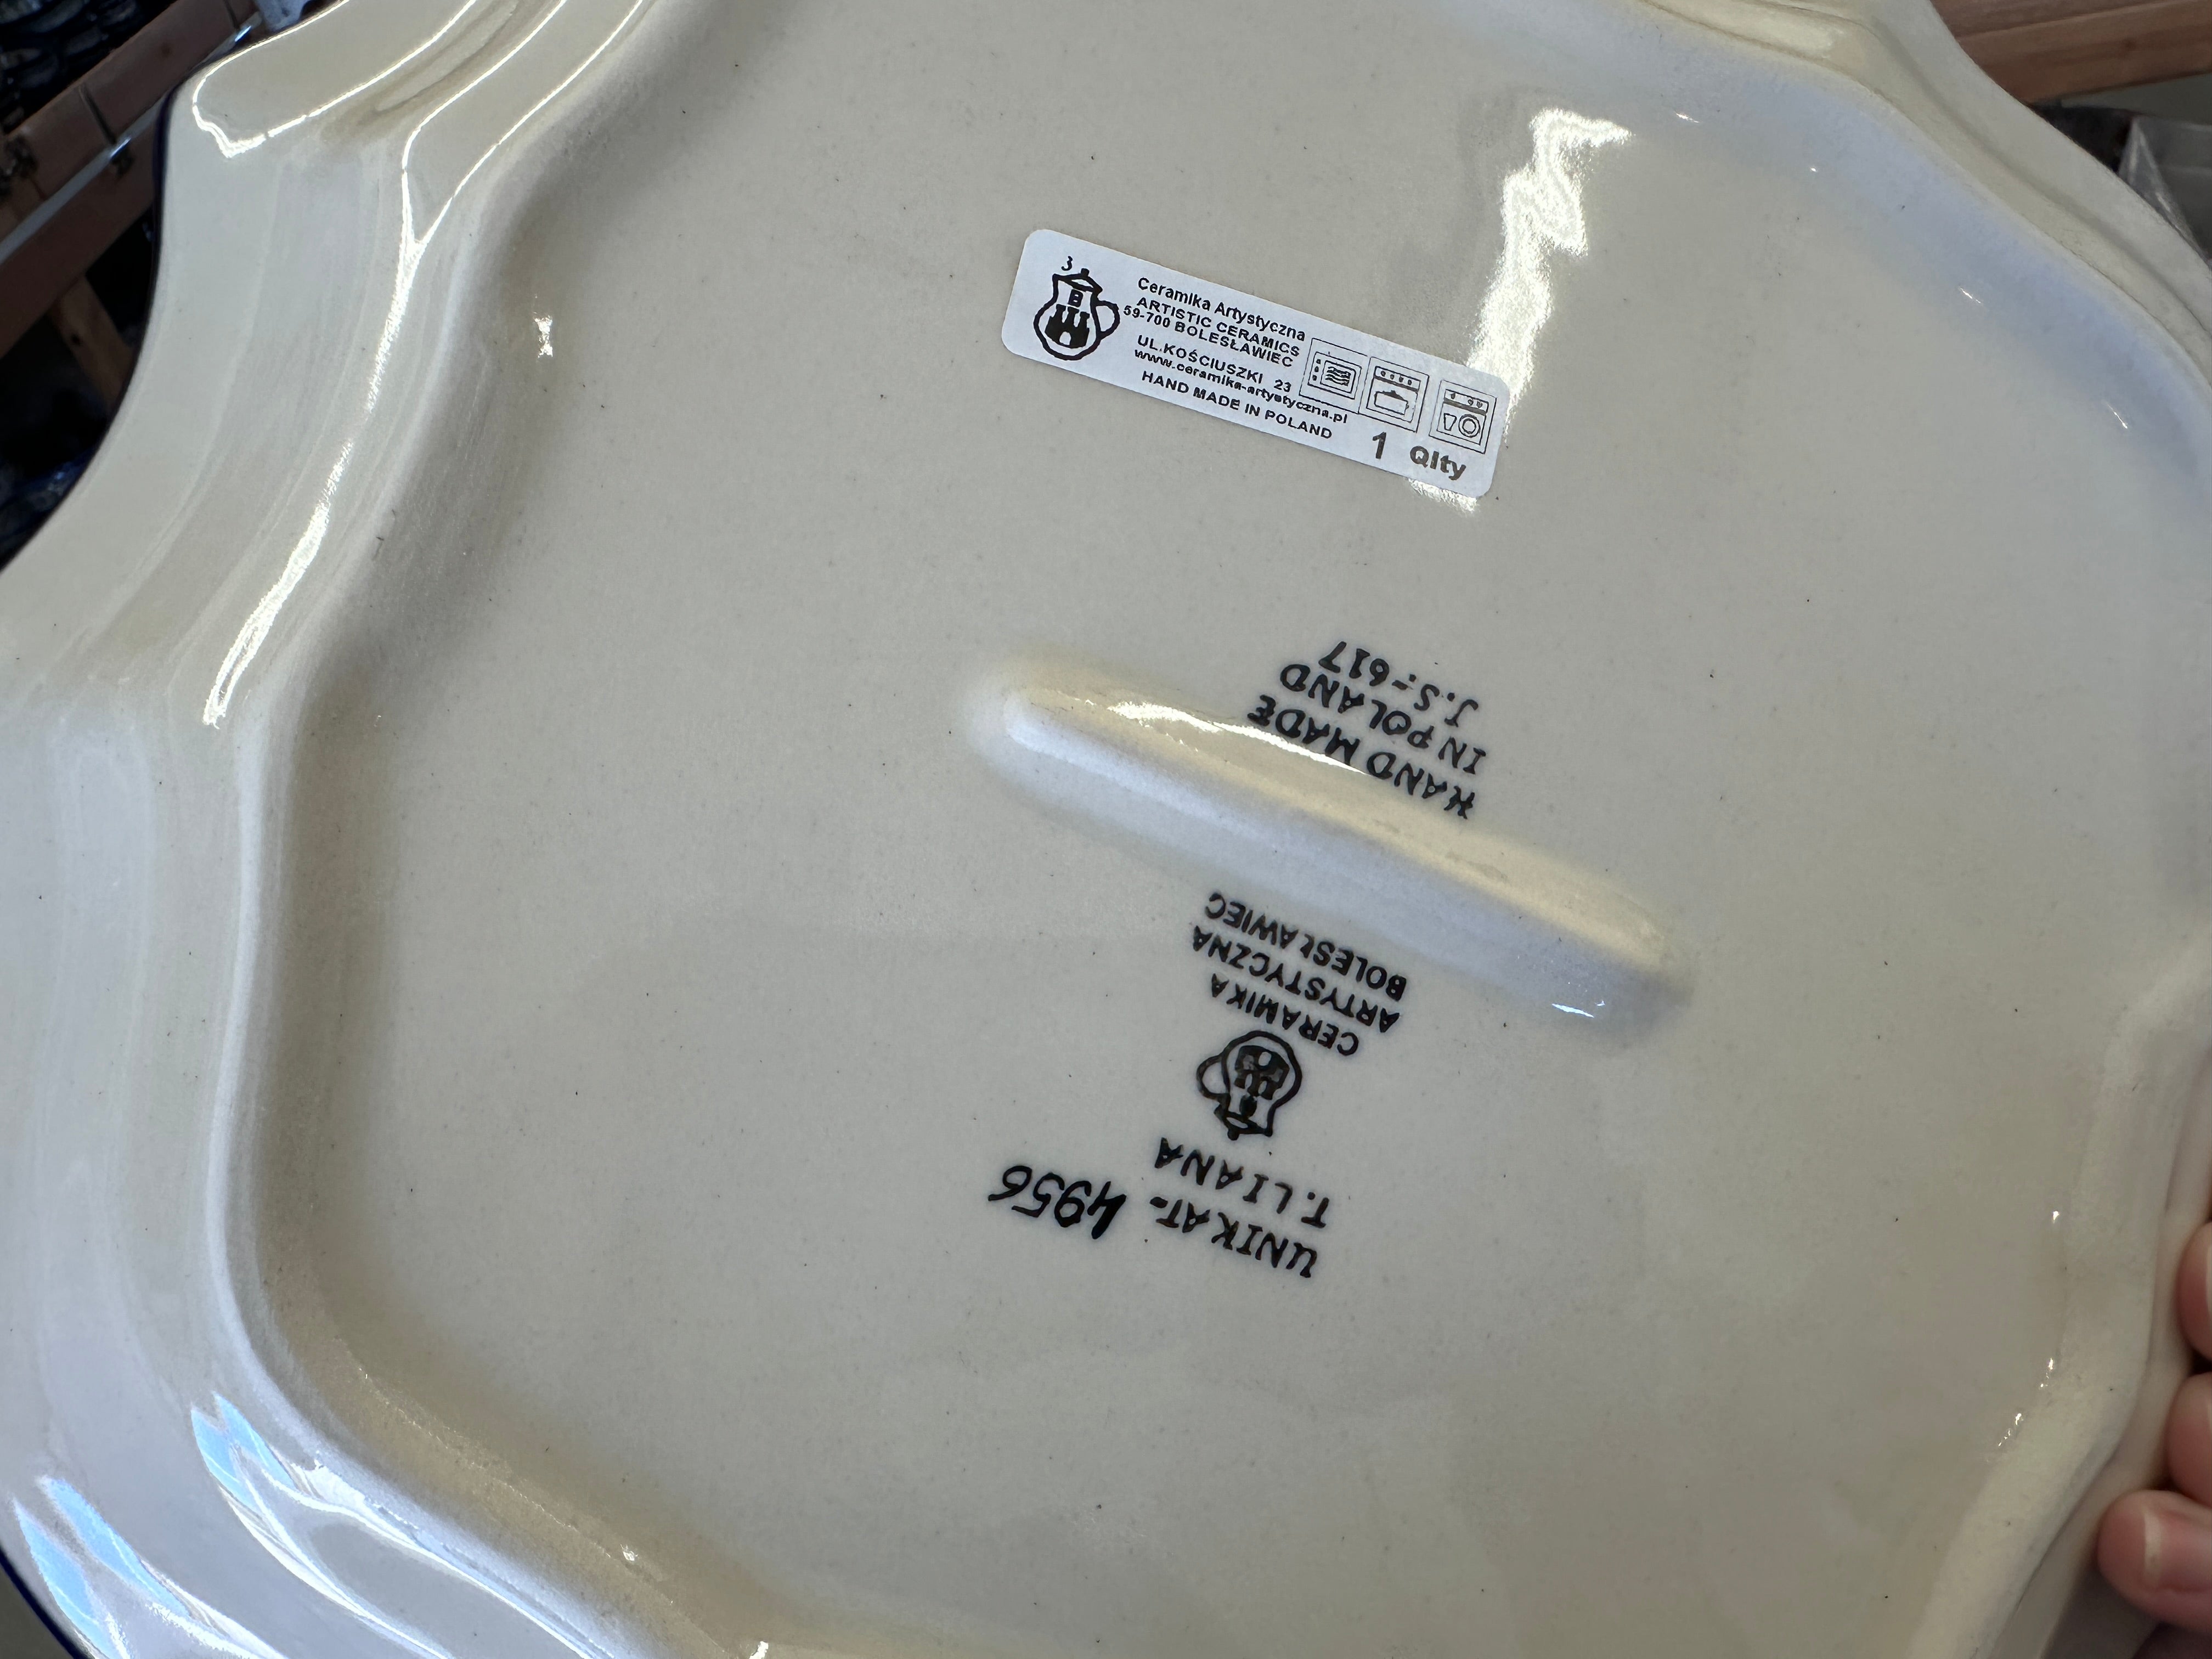 3
B
Ceramika Artystyczna
ARTISTIC CERAMICS
59-700 BOLESŁAWIEC
UL.KOŚCIUSZKI 23
www.ceramika-artystyczna.pl
HAND MADE IN POLAND
1 Qlty
UNIKAT- 4956
T.LIANA
CERAMIKA
ARTYSTYCZNA
BOLESŁAWIEC
HAND MADE
IN POLAND
J.S.-617